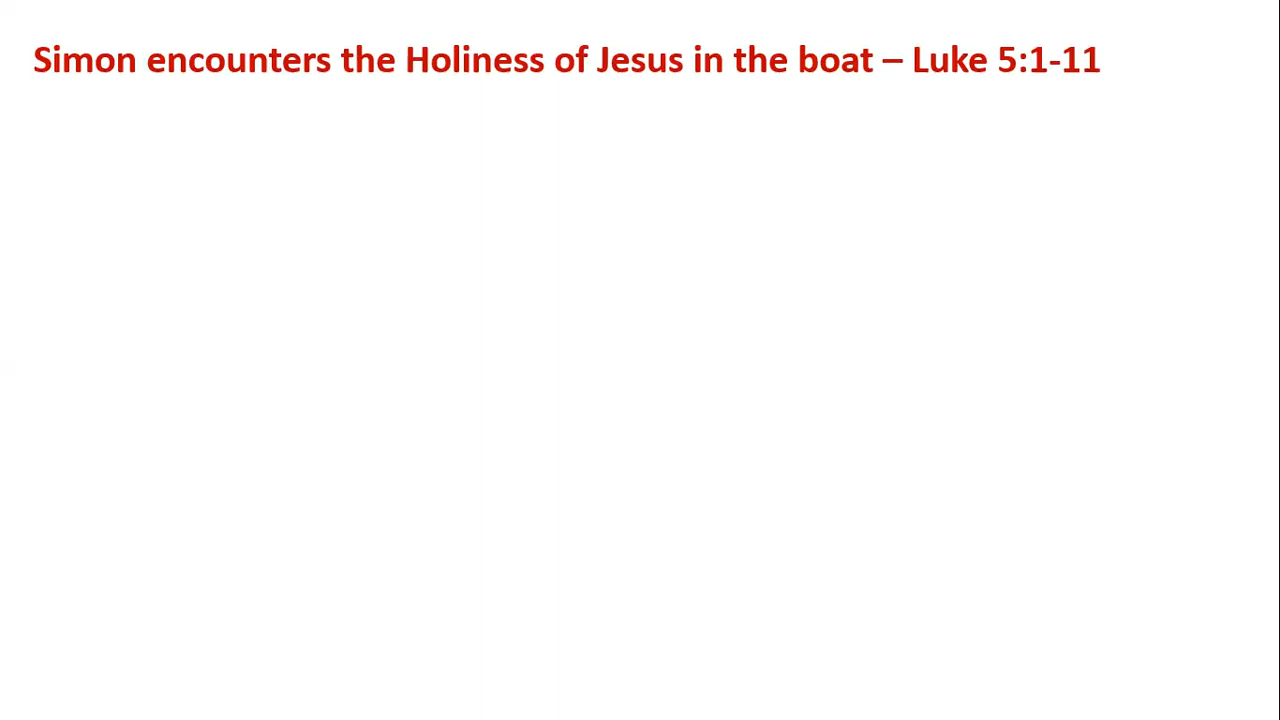 Simon encounters the Holiness of Jesus in the boat – Luke 5:1-11